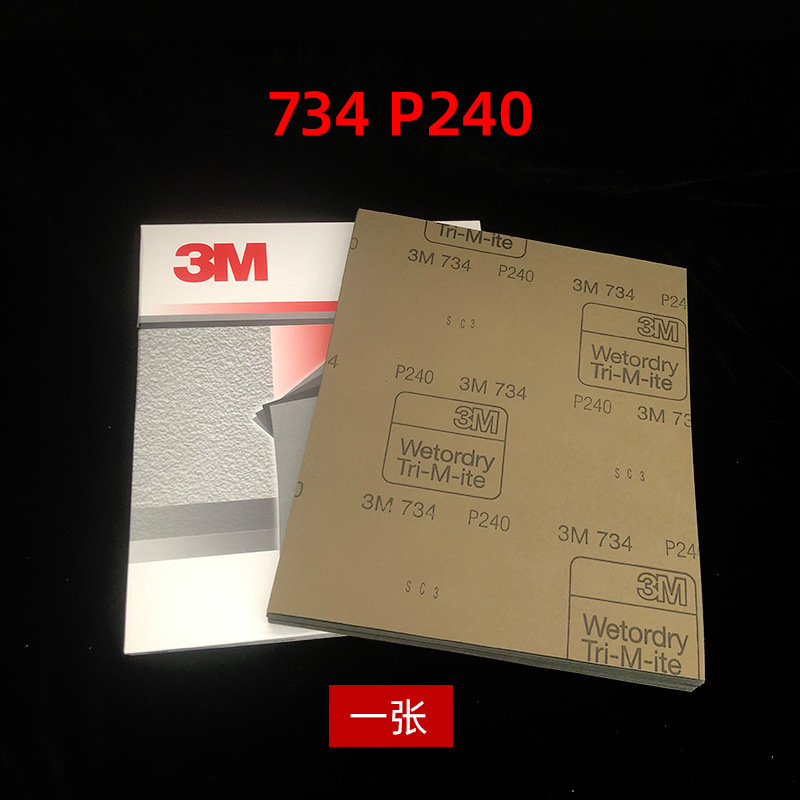 734 P240
3M
Tri-M-ite
3M 734 P240
3M 734 P24
SC3
3M
Wetordry
Tri-M-ite
4
P240 3M 734
P240 3M 73
3M
Wetordry
Tri-M-ite
SC3
0
3M 734 P240
3M 734 P24
SC3
3M
Wetordry
Tri-M-ite
一张